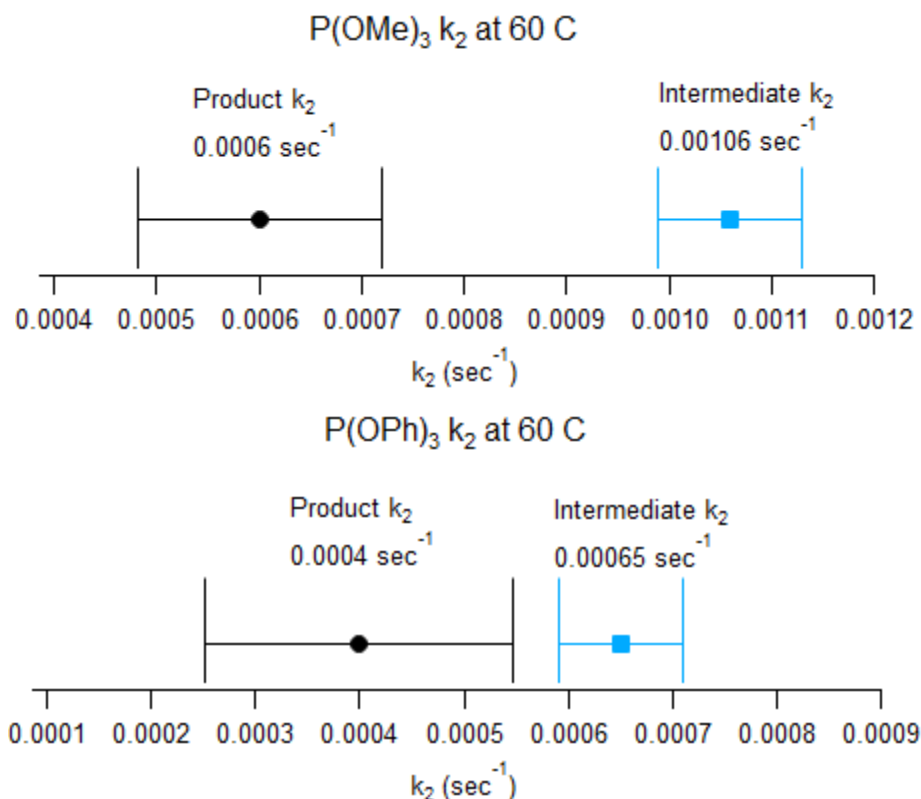 P(OMe)₃ k₂ at 60 C
Product k₂
0.0006 sec⁻¹
Intermediate k₂
0.00106 sec⁻¹
0.0004 0.0005 0.0006 0.0007 0.0008 0.0009 0.0010 0.0011 0.0012
k₂ (sec⁻¹)
P(OPh)₃ k₂ at 60 C
Product k₂
0.0004 sec⁻¹
Intermediate k₂
0.00065 sec⁻¹
0.0001 0.0002 0.0003 0.0004 0.0005 0.0006 0.0007 0.0008 0.0009
k₂ (sec⁻¹)